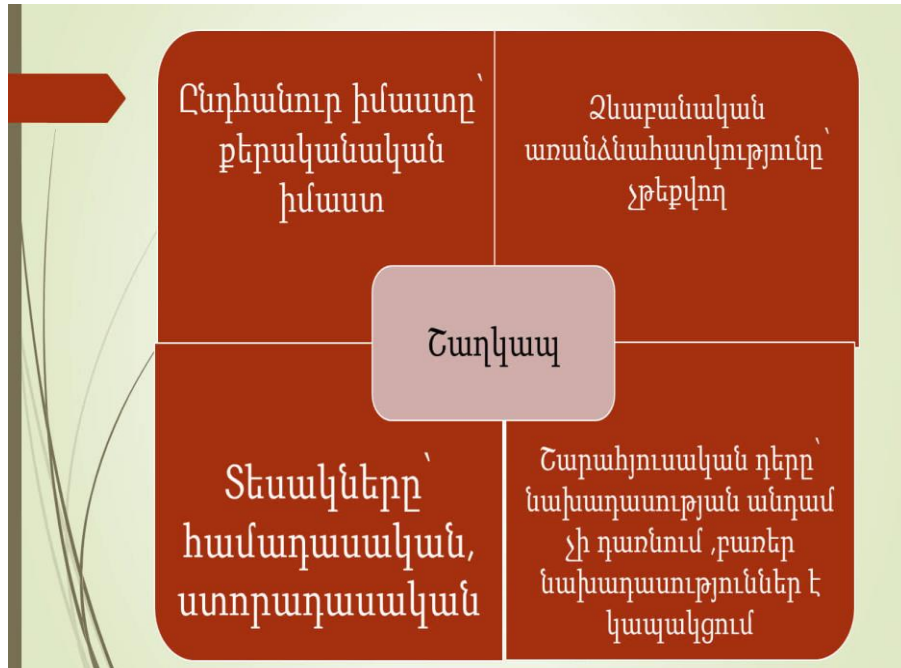 Ընդհանուր իմաստը՝
քերականական
իմաստ
Ձևաբանական
առանձնահատկությունը՝
չթեքվող
Շաղկապ
Տեսակները՝
համադասական,
ստորադասական
Շարահյուսական դերը՝
նախադասության անդամ
չի դառնում ,բառեր
նախադասություններ է
կապակցում